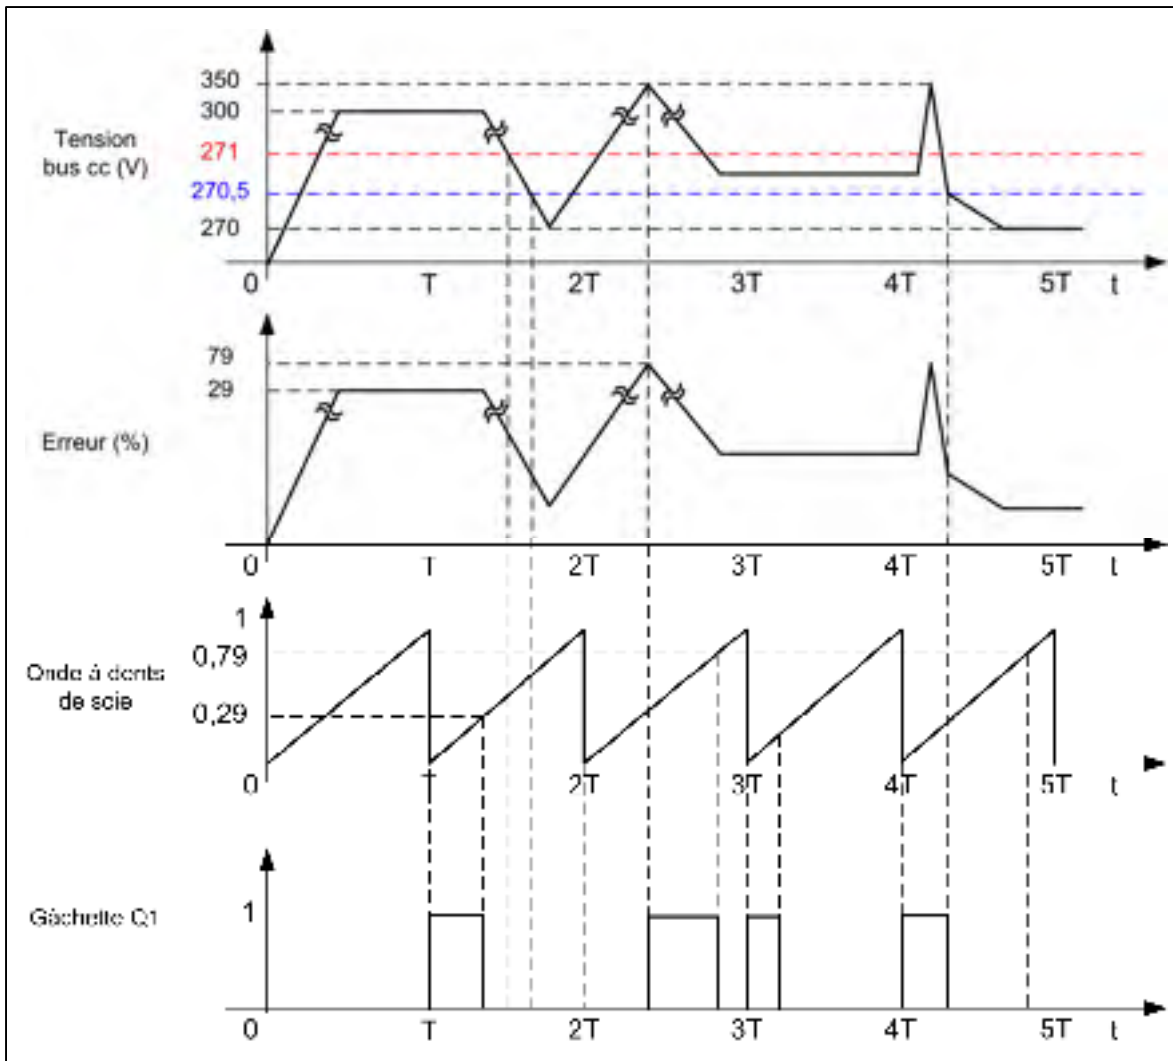 350
300
Tension
bus cc (V)
271
270,5
270
0 T 2T 3T 4T 5T t
79
29
Erreur (%)
0 T 2T 3T 4T 5T t
1
0,79
Onde à dents
de scie
0,29
0 T 2T 3T 4T 5T t
Gâchette Q1
1
0 T 2T 3T 4T 5T t